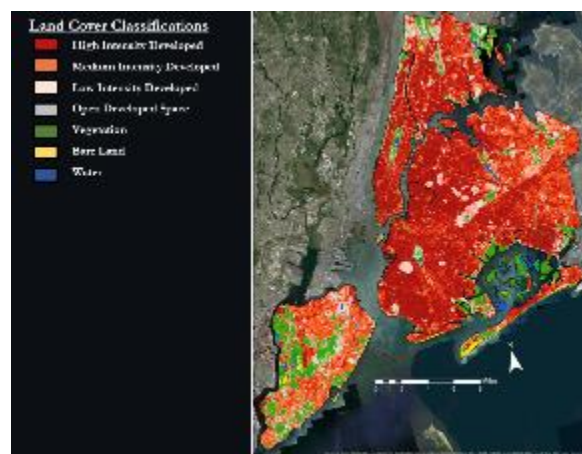 Land Cover Classifications
High Intensity Developed
Medium Intensity Developed
Low Intensity Developed
Open Developed Space
Vegetation
Bare Land
Water
Miles